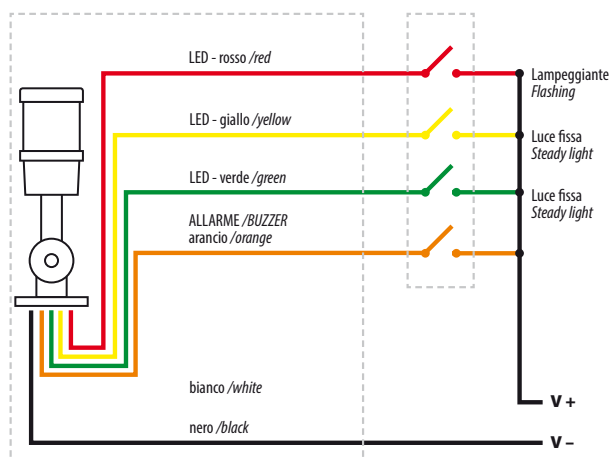 LED - rosso /red
Lampeggiante
Flashing
LED - giallo /yellow
Luce fissa
Steady light
LED - verde /green
Luce fissa
Steady light
ALLARME /BUZZER
arancio /orange
bianco /white
V +
nero /black
V –